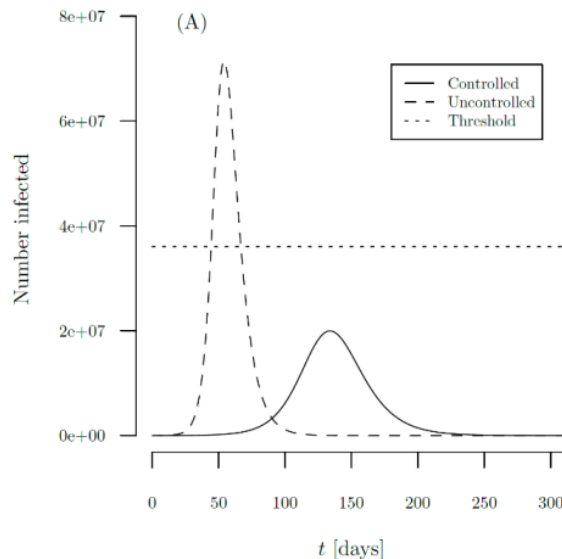 (A)
8e+07
6e+07
4e+07
2e+07
0e+00
Number infected
Controlled
Uncontrolled
Threshold
0 50 100 150 200 250 300
t [days]